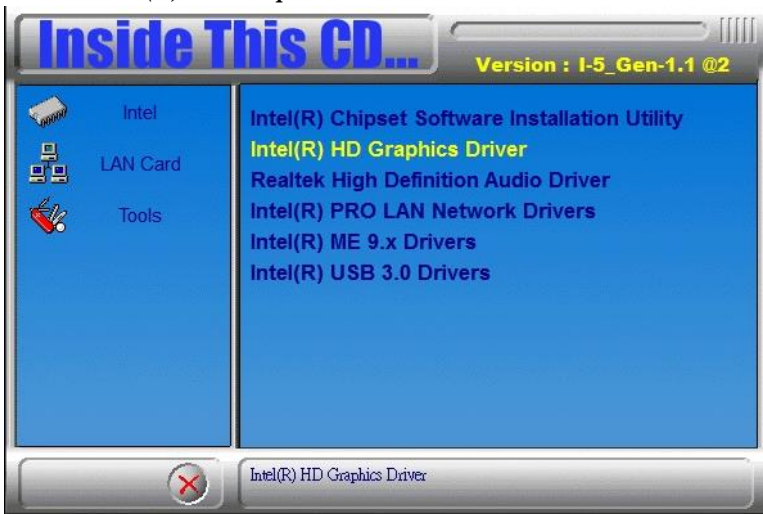 Inside This CD...
Version : I-5_Gen-1.1 @2
Intel
LAN Card
Tools
Intel(R) Chipset Software Installation Utility
Intel(R) HD Graphics Driver
Realtek High Definition Audio Driver
Intel(R) PRO LAN Network Drivers
Intel(R) ME 9.x Drivers
Intel(R) USB 3.0 Drivers
Intel(R) HD Graphics Driver